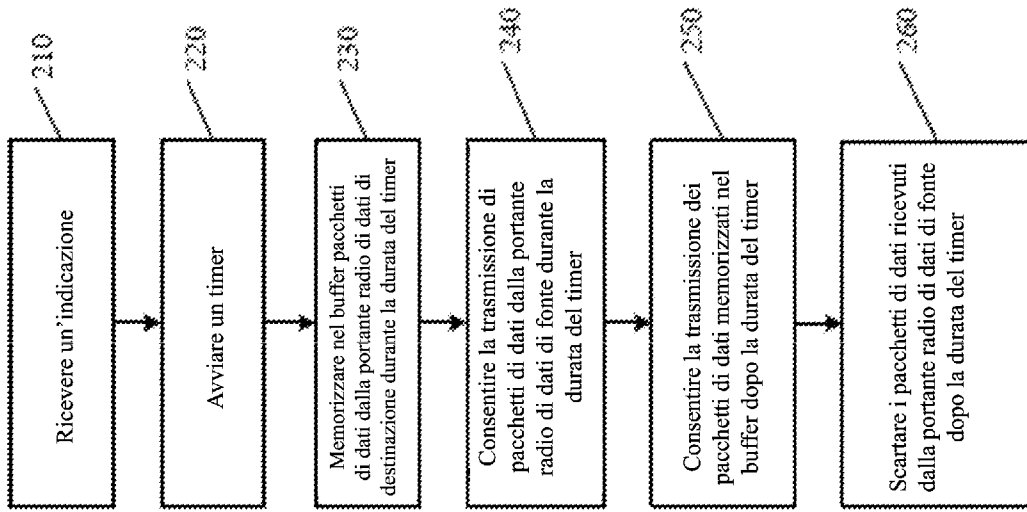 210
Ricevere un'indicazione
220
Avviare un timer
230
Memorizzare nel buffer pacchetti
di dati dalla portante radio di dati di
destinazione durante la durata del timer
240
Consentire la trasmissione di
pacchetti di dati dalla portante
radio di dati di fonte durante la
durata del timer
250
Consentire la trasmissione dei
pacchetti di dati memorizzati nel
buffer dopo la durata del timer
260
Scartare i pacchetti di dati ricevuti
dalla portante radio di dati di fonte
dopo la durata del timer